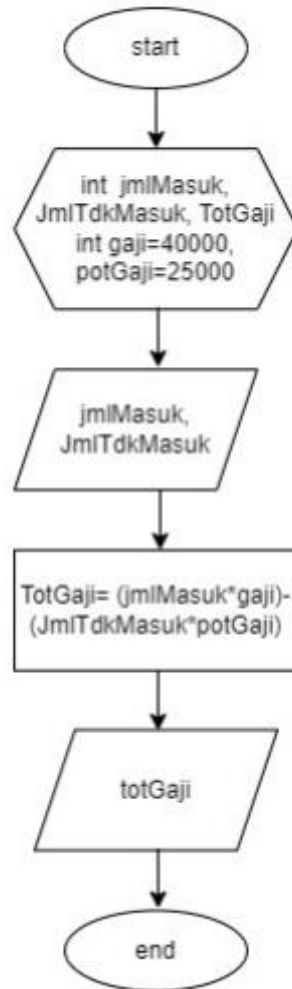 start
int jmlMasuk,
JmlTdkMasuk, TotGaji
int gaji=40000,
potGaji=25000
jmlMasuk,
JmlTdkMasuk
TotGaji= (jmlMasuk*gaji)-
(JmlTdkMasuk*potGaji)
totGaji
end